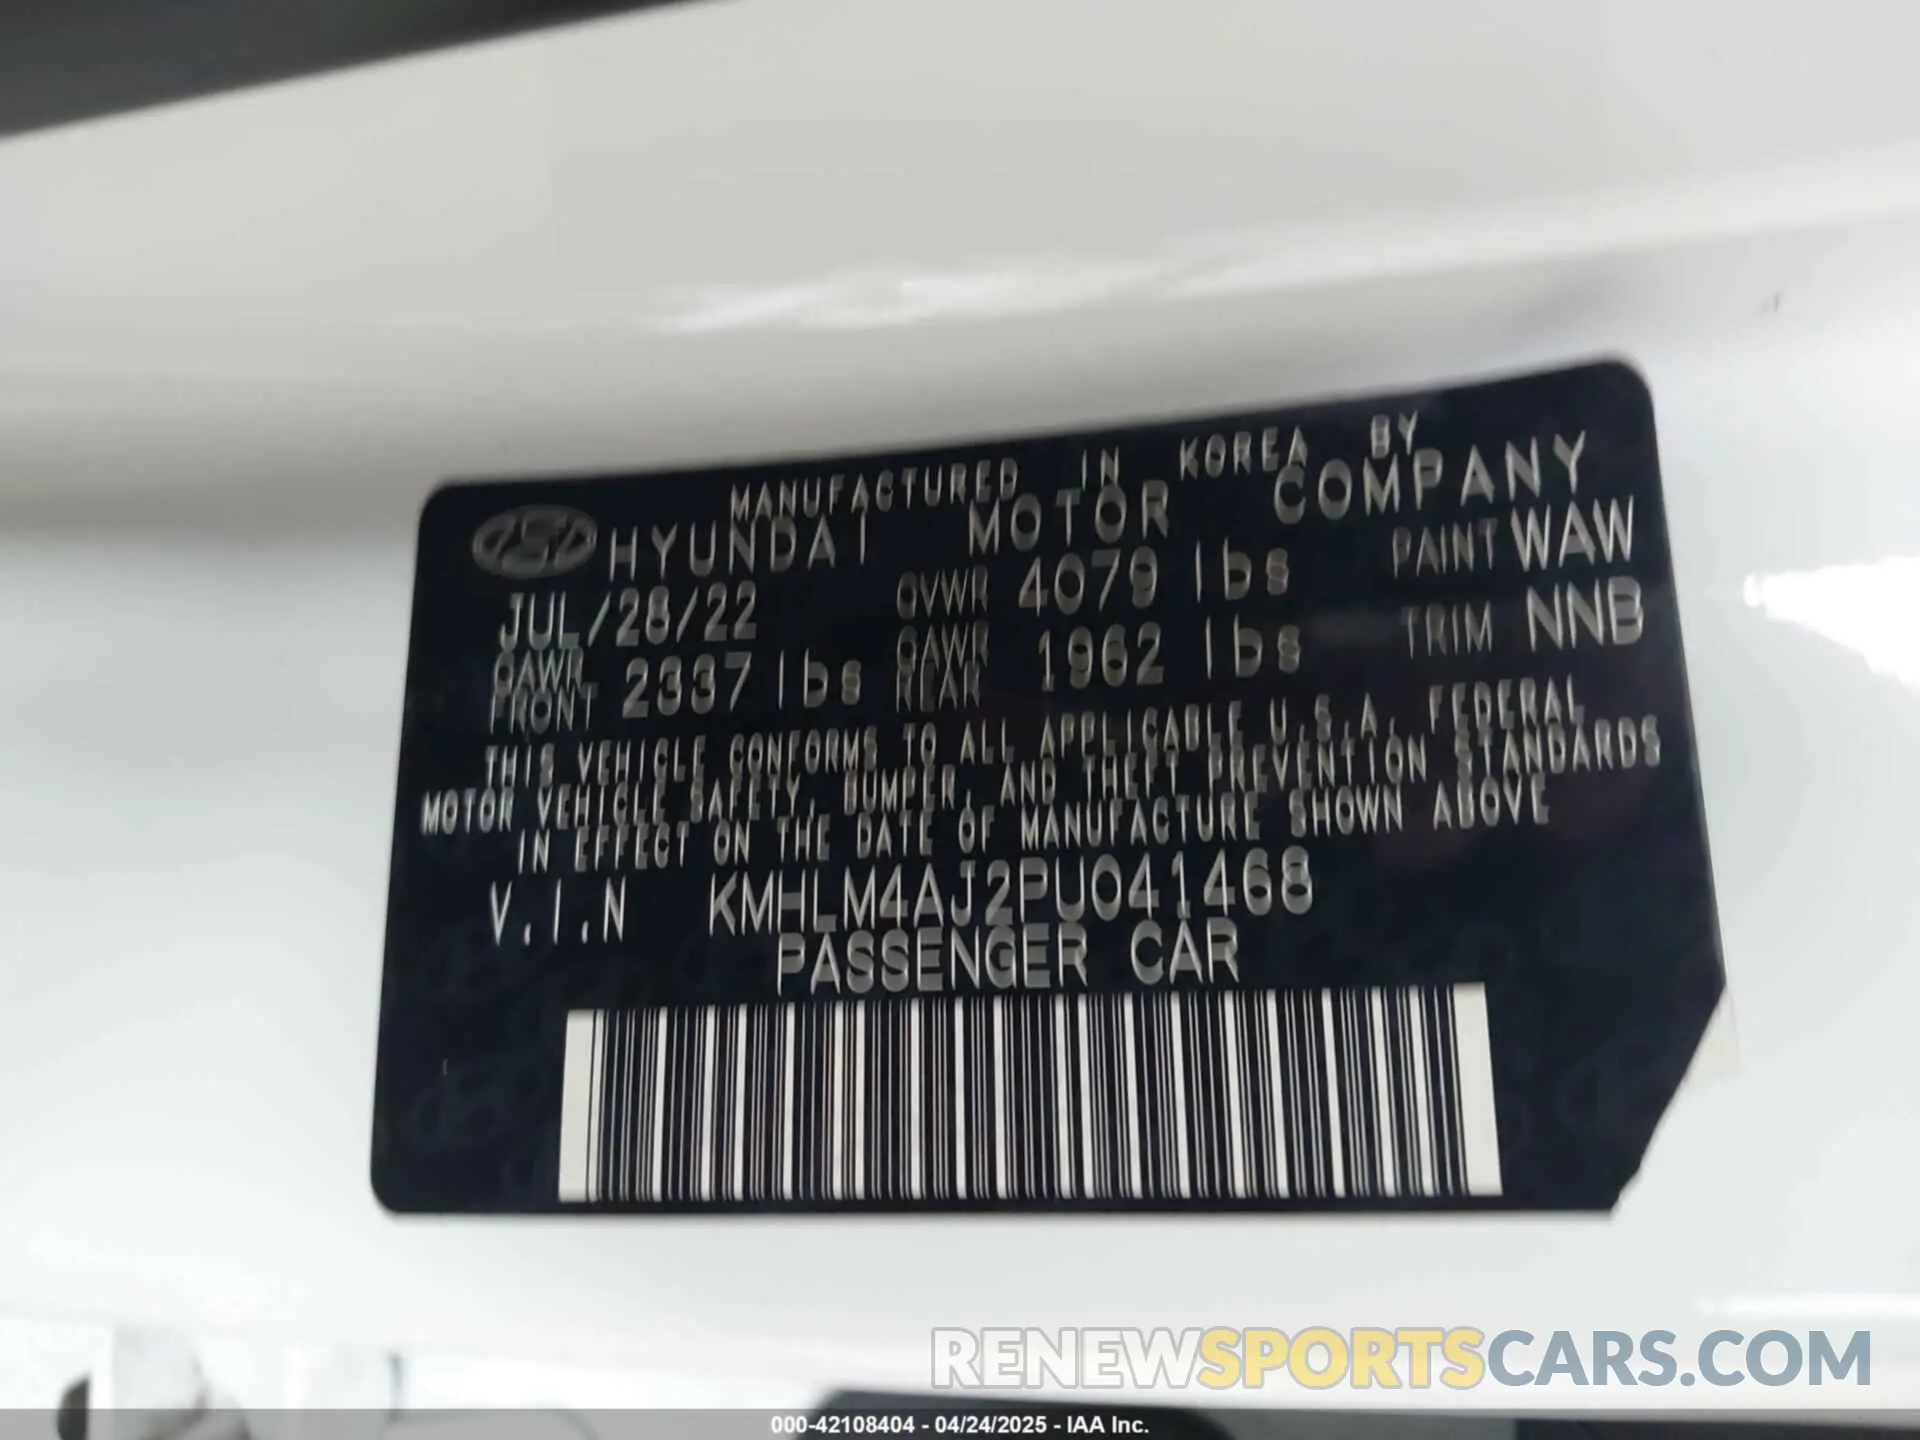 MANUFACTURED IN KOREA BY
HYUNDAI MOTOR COMPANY
JUL/28/22 GVWR 4079 lbs PAINT WAW
GAWR FRONT 2337 lbs GAWR REAR 1962 lbs TRIM NNB
THIS VEHICLE CONFORMS TO ALL APPLICABLE U.S.A. FEDERAL
MOTOR VEHICLE SAFETY, BUMPER, AND THEFT PREVENTION STANDARDS
IN EFFECT ON THE DATE OF MANUFACTURE SHOWN ABOVE
V.I.N KMHLM4AJ2PU041468
PASSENGER CAR
RENEWSPORTSCARS.COM
000-42108404 - 04/24/2025 - IAA Inc.